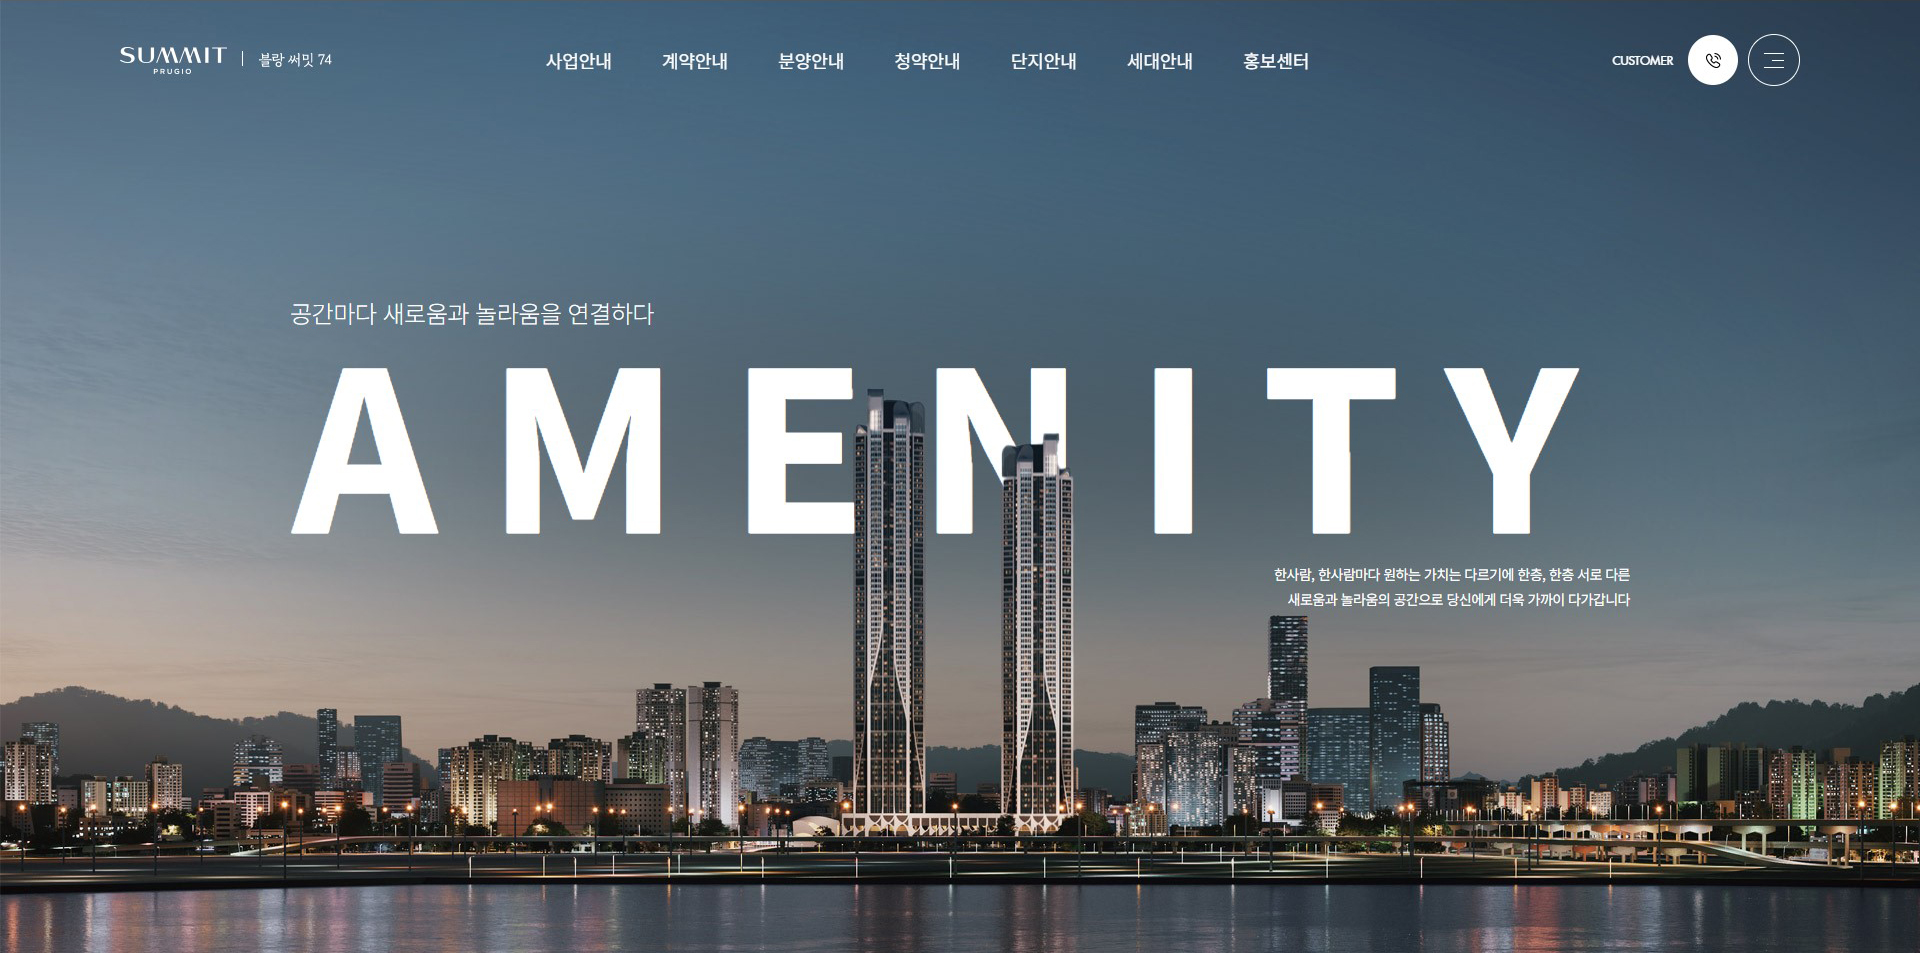 SUMMIT
PRUGIO
블랑 써밋 74
사업안내 계약안내 분양안내 청약안내 단지안내 세대안내 홍보센터
CUSTOMER
공간마다 새로움과 놀라움을 연결하다
AMENITY
한사람, 한사람마다 원하는 가치는 다르기에 한층, 한층 서로 다른
새로움과 놀라움의 공간으로 당신에게 더욱 가까이 다가갑니다